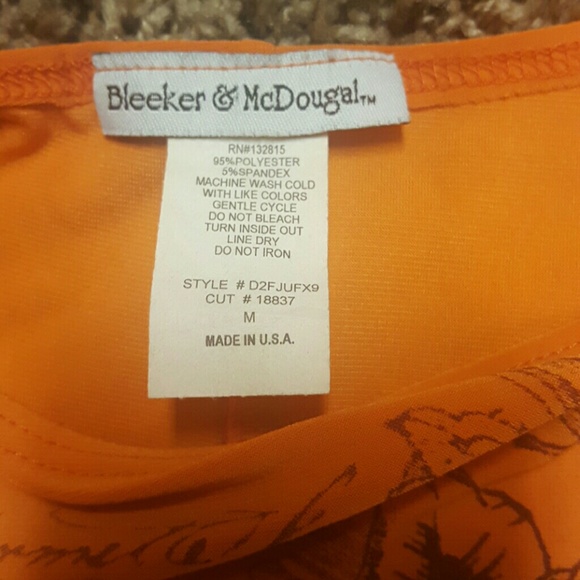 Bleeker & McDougal™
RN#132815
95%POLYESTER
5%SPANDEX
MACHINE WASH COLD
WITH LIKE COLORS
GENTLE CYCLE
DO NOT BLEACH
TURN INSIDE OUT
LINE DRY
DO NOT IRON
STYLE # D2FJUFX9
CUT # 18837
M
MADE IN U.S.A.